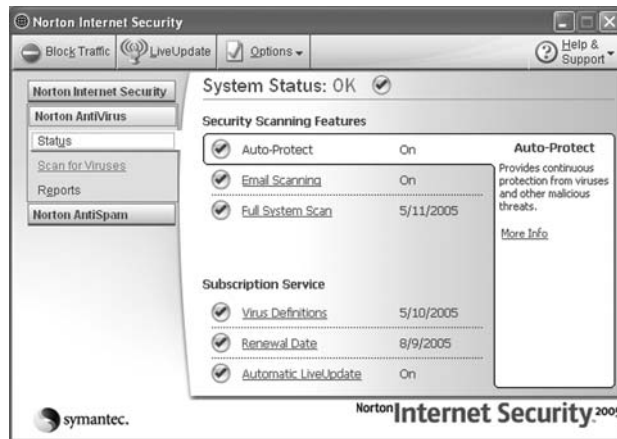 Norton Internet Security
Block Traffic LiveUpdate Options Help & Support
Norton Internet Security
Norton AntiVirus
Status
Scan for Viruses
Reports
Norton AntiSpam
System Status: OK
Security Scanning Features
Auto-Protect On
Email Scanning On
Full System Scan 5/11/2005
Auto-Protect
Provides continuous
protection from viruses
and other malicious
threats.
More Info
Subscription Service
Virus Definitions 5/10/2005
Renewal Date 8/9/2005
Automatic LiveUpdate On
symantec.
Norton Internet Security 2005